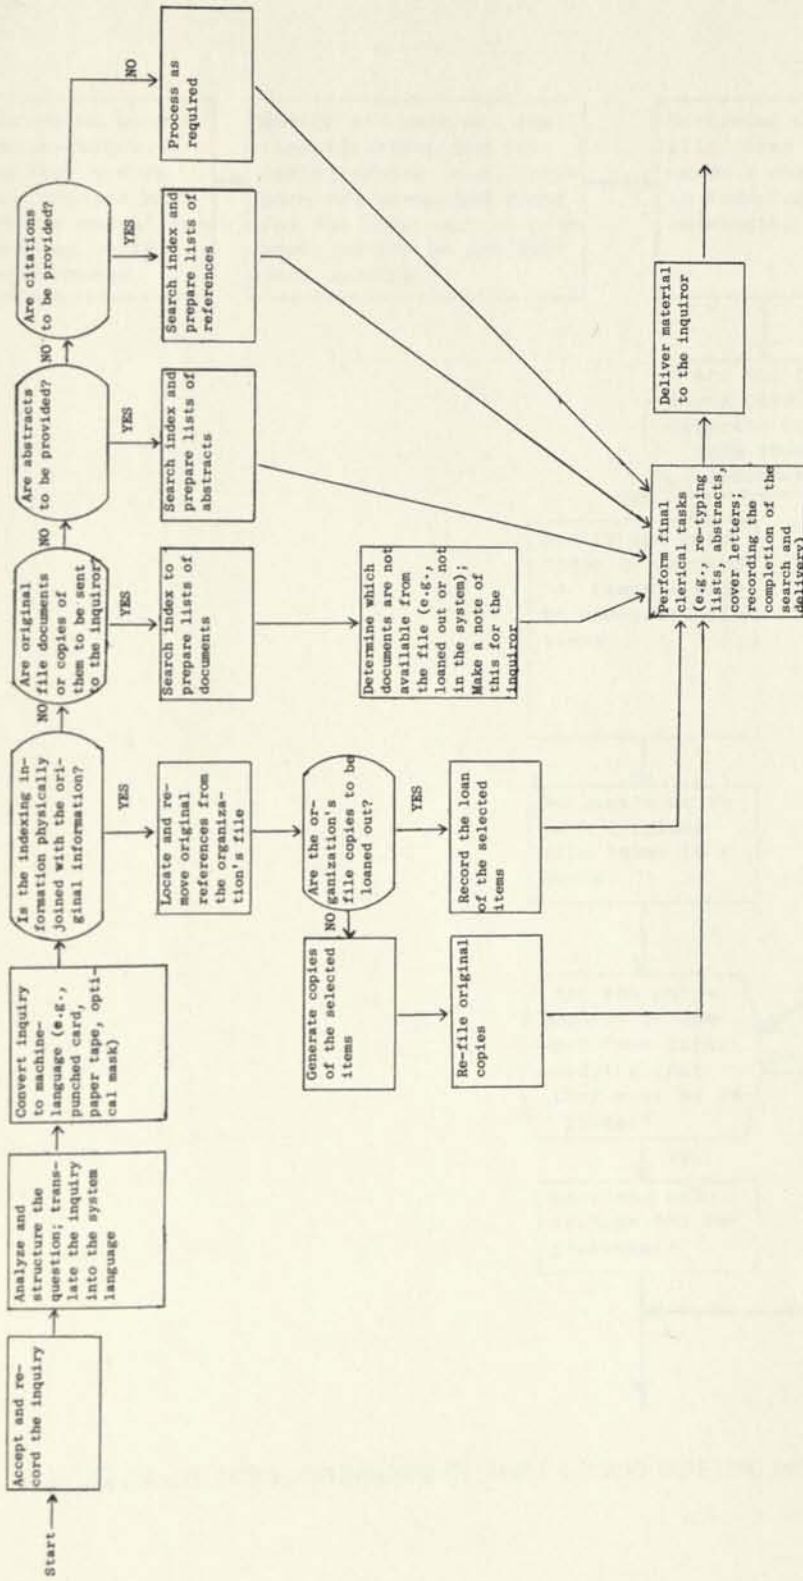 Start
Accept and re-
cord the inquiry
Analyze and
structure the
question; trans-
late the inquiry
into the system
language
Convert inquiry
to machine-
language (e.g.,
punched card,
paper tape, opti-
cal mask)
Is the indexing in-
formation physically
joined with the ori-
ginal information?
NO
YES
Are original
file documents
or copies of
them to be sent
to the inquiror?
NO
YES
Are abstracts
to be provided?
NO
YES
Are citations
to be provided?
NO
YES
Locate and re-
move original
references from
the organiza-
tion's file
Search index to
prepare lists of
documents
Search index and
prepare lists of
abstracts
Search index and
prepare lists of
references
Process as
required
Are the or-
ganization's
file copies to be
loaned out?
NO
YES
Determine which
documents are not
available from
the file (e.g.,
loaned out or not
in the system);
Make a note of
this for the
inquiror
Generate copies
of the selected
items
Record the loan
of the selected
items
Re-file original
copies
Perform final
clerical tasks
(e.g., re-typing
lists, abstracts,
cover letters;
recording the
completion of the
search and
delivery)
Deliver material
to the inquiror